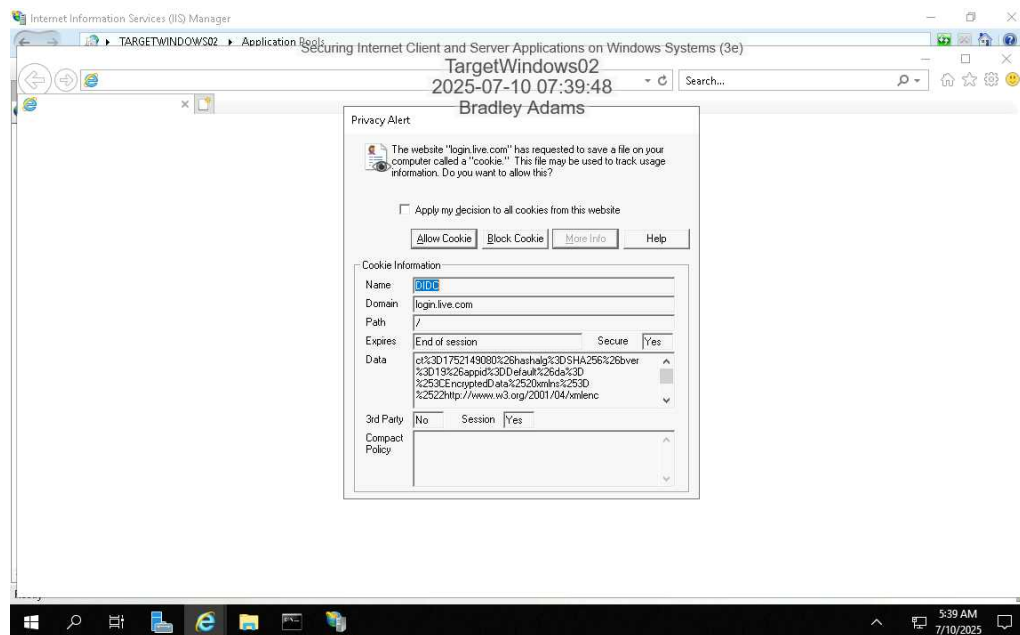 Internet Information Services (IIS) Manager
TARGETWINDOWS02 Application Pools
Securing Internet Client and Server Applications on Windows Systems (3e)
TargetWindows02
2025-07-10 07:39:48
Bradley Adams
Search...
Privacy Alert
The website "login.live.com" has requested to save a file on your
computer called a "cookie." This file may be used to track usage
information. Do you want to allow this?
Apply my decision to all cookies from this website
Allow Cookie Block Cookie More Info Help
Cookie Information
Name DIDC
Domain login.live.com
Path /
Expires End of session Secure Yes
Data ct%3D1752149080%26hashalg%3DSHA256%26bver
%3D19%26appid%3DDefault%26da%3D
%253CEncryptedData%2520xmlns%253D
%2522http://www.w3.org/2001/04/xmlenc
3rd Party No Session Yes
Compact
Policy
5:39 AM
7/10/2025